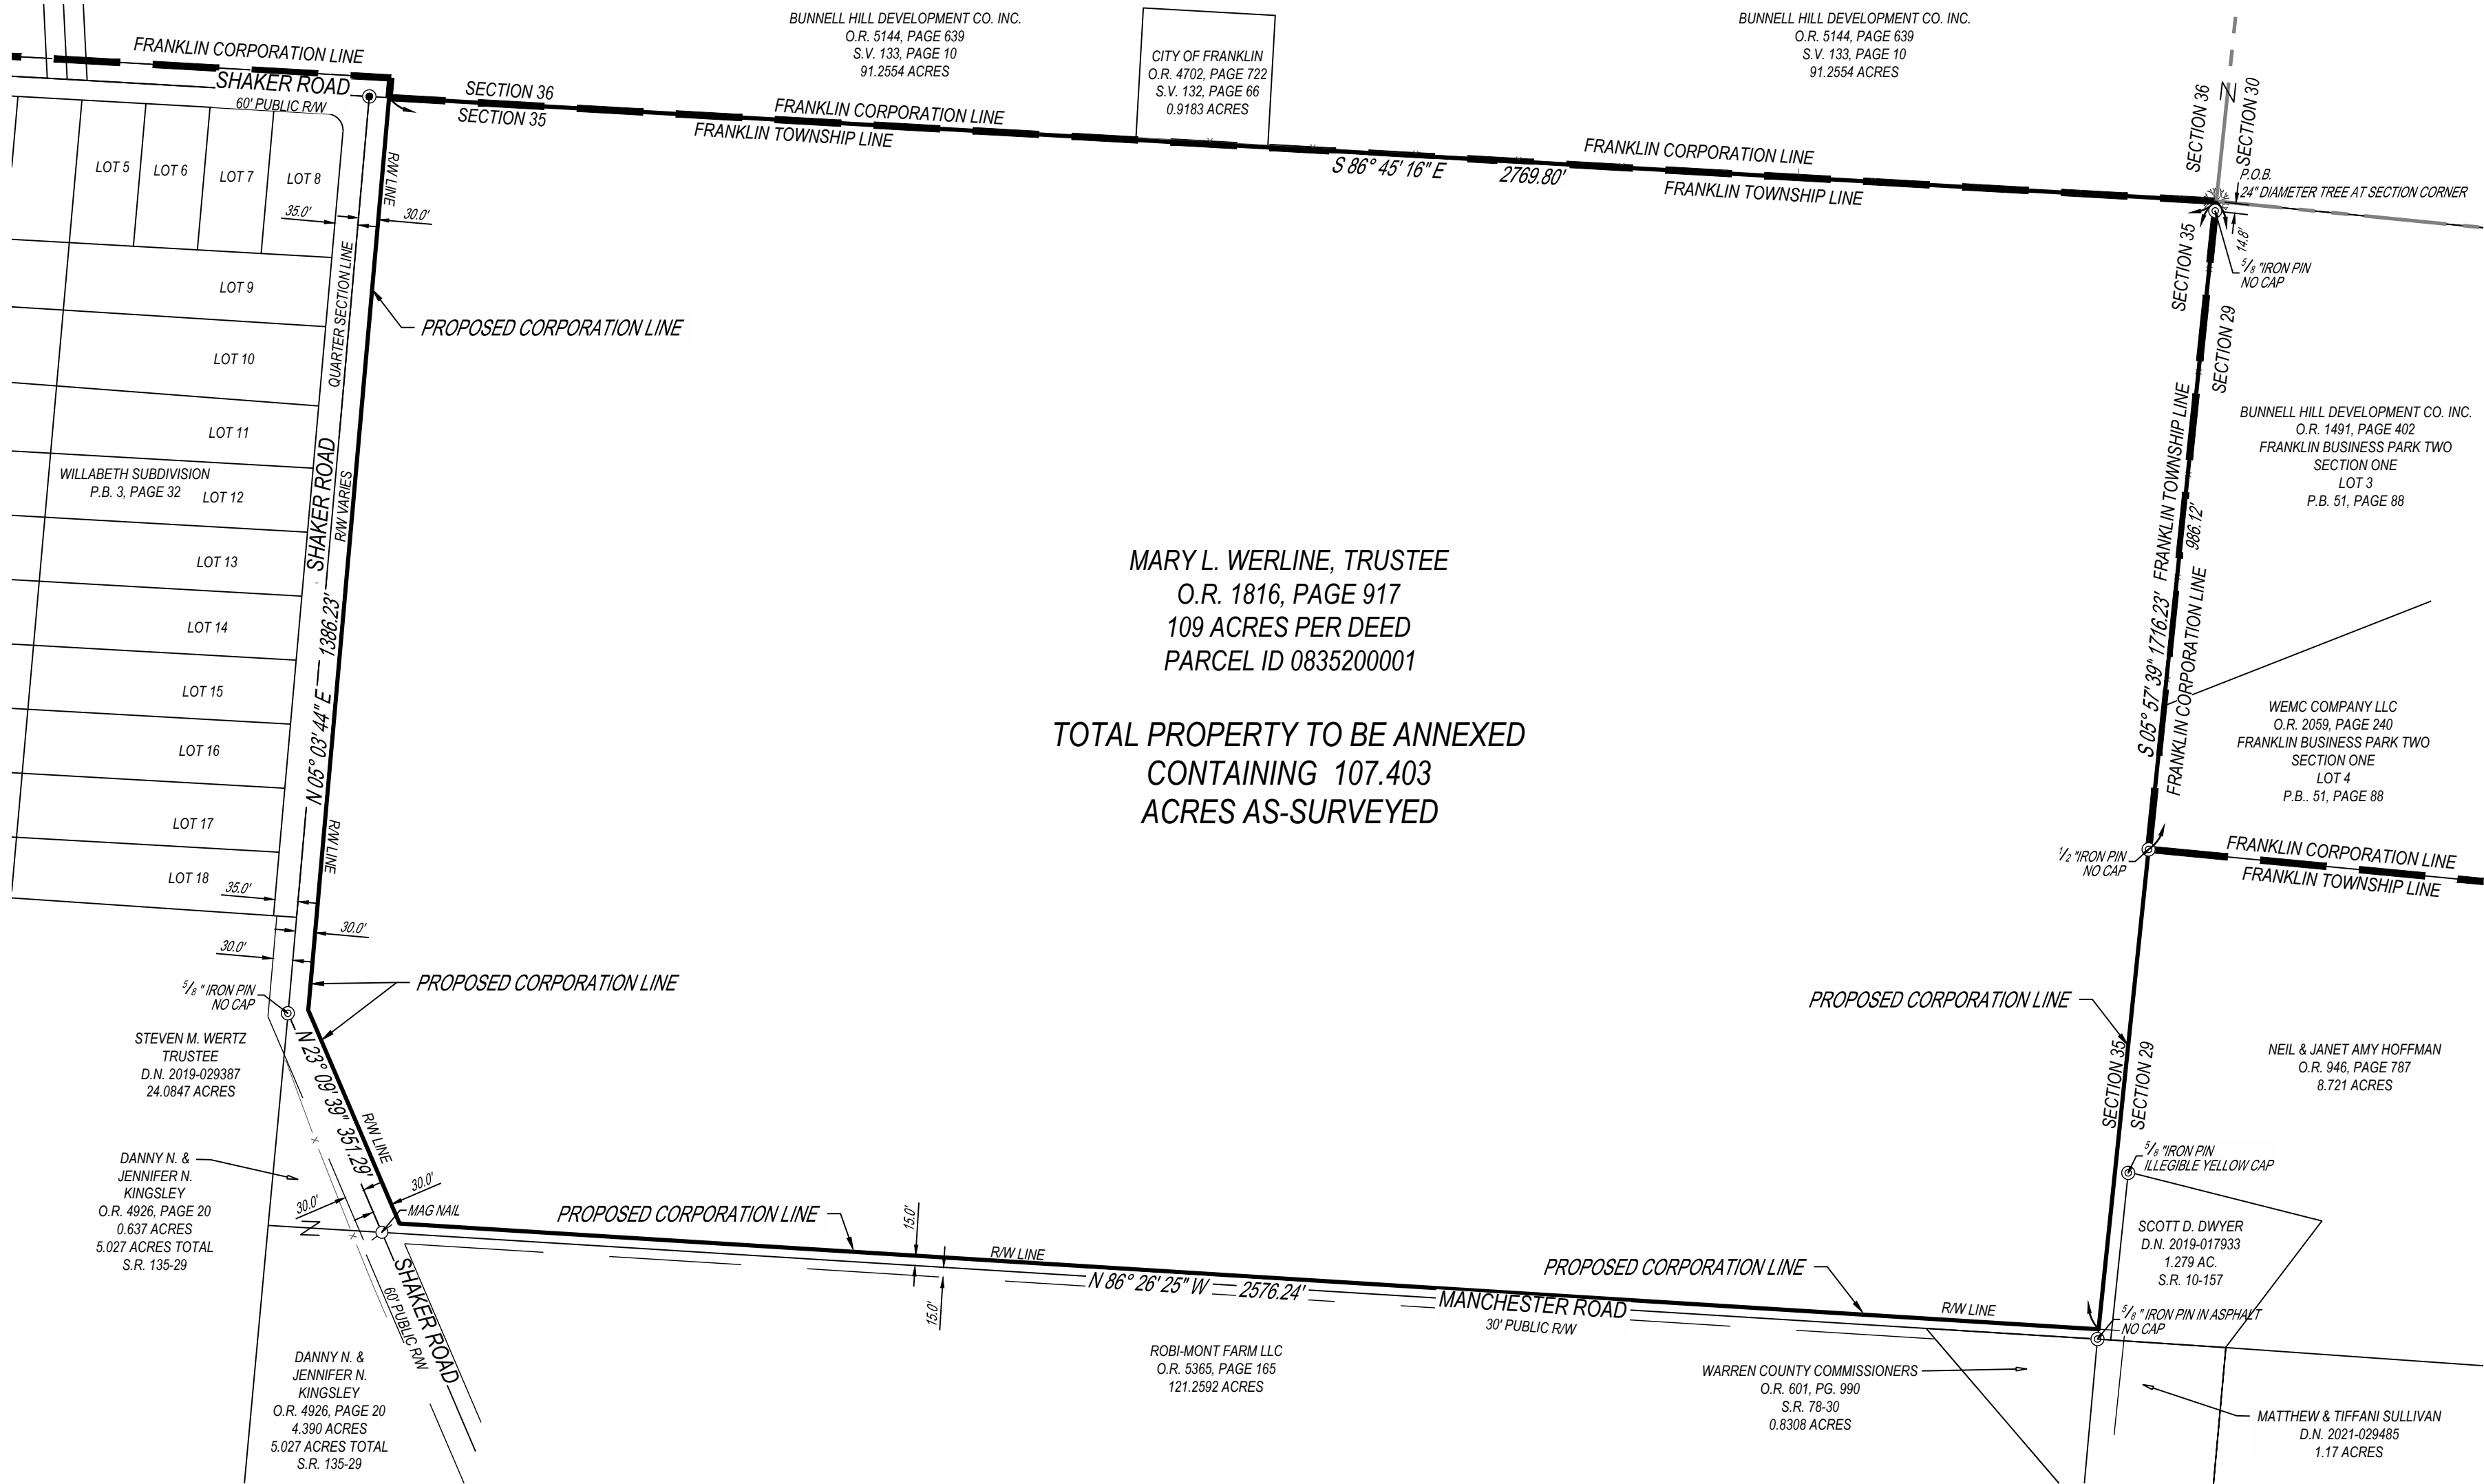 FRANKLIN CORPORATION LINE
SHAKER ROAD
60' PUBLIC R/W
BUNNELL HILL DEVELOPMENT CO. INC.
O.R. 5144, PAGE 639
S.V. 133, PAGE 10
91.2554 ACRES
CITY OF FRANKLIN
O.R. 4702, PAGE 722
S.V. 132, PAGE 66
0.9183 ACRES
BUNNELL HILL DEVELOPMENT CO. INC.
O.R. 5144, PAGE 639
S.V. 133, PAGE 10
91.2554 ACRES
SECTION 36
SECTION 35
FRANKLIN CORPORATION LINE
FRANKLIN TOWNSHIP LINE
S 86° 45' 16" E 2769.80'
FRANKLIN CORPORATION LINE
FRANKLIN TOWNSHIP LINE
SECTION 36
SECTION 30
P.O.B.
24" DIAMETER TREE AT SECTION CORNER
14.8'
5/8 "IRON PIN
NO CAP
SECTION 35
SECTION 29
LOT 5
LOT 6
LOT 7
LOT 8
R/W LINE
35.0'
30.0'
LOT 9
QUARTER SECTION LINE
PROPOSED CORPORATION LINE
LOT 10
LOT 11
WILLABETH SUBDIVISION
P.B. 3, PAGE 32
LOT 12
SHAKER ROAD
R/W VARIES
LOT 13
LOT 14
N 05° 03' 44" E 1386.23'
LOT 15
LOT 16
LOT 17
R/W LINE
LOT 18
35.0'
30.0'
30.0'
MARY L. WERLINE, TRUSTEE
O.R. 1816, PAGE 917
109 ACRES PER DEED
PARCEL ID 0835200001
TOTAL PROPERTY TO BE ANNEXED
CONTAINING 107.403
ACRES AS-SURVEYED
BUNNELL HILL DEVELOPMENT CO. INC.
O.R. 1491, PAGE 402
FRANKLIN BUSINESS PARK TWO
SECTION ONE
LOT 3
P.B. 51, PAGE 88
S 05° 57' 39" 1716.23' FRANKLIN TOWNSHIP LINE
FRANKLIN CORPORATION LINE 986.12'
WEMC COMPANY LLC
O.R. 2059, PAGE 240
FRANKLIN BUSINESS PARK TWO
SECTION ONE
LOT 4
P.B.. 51, PAGE 88
1/2 "IRON PIN
NO CAP
FRANKLIN CORPORATION LINE
FRANKLIN TOWNSHIP LINE
PROPOSED CORPORATION LINE
5/8 " IRON PIN
NO CAP
PROPOSED CORPORATION LINE
STEVEN M. WERTZ
TRUSTEE
D.N. 2019-029387
24.0847 ACRES
N 23° 09' 39" 351.29'
R/W LINE
SECTION 35
SECTION 29
NEIL & JANET AMY HOFFMAN
O.R. 946, PAGE 787
8.721 ACRES
DANNY N. &
JENNIFER N.
KINGSLEY
O.R. 4926, PAGE 20
0.637 ACRES
5.027 ACRES TOTAL
S.R. 135-29
30.0'
30.0'
MAG NAIL
PROPOSED CORPORATION LINE
15.0'
15.0'
R/W LINE
N 86° 26' 25" W 2576.24'
PROPOSED CORPORATION LINE
MANCHESTER ROAD
30' PUBLIC R/W
R/W LINE
5/8 "IRON PIN
ILLEGIBLE YELLOW CAP
SCOTT D. DWYER
D.N. 2019-017933
1.279 AC.
S.R. 10-157
5/8 " IRON PIN IN ASPHALT
NO CAP
SHAKER ROAD
60' PUBLIC R/W
DANNY N. &
JENNIFER N.
KINGSLEY
O.R. 4926, PAGE 20
4.390 ACRES
5.027 ACRES TOTAL
S.R. 135-29
ROBI-MONT FARM LLC
O.R. 5365, PAGE 165
121.2592 ACRES
WARREN COUNTY COMMISSIONERS
O.R. 601, PG. 990
S.R. 78-30
0.8308 ACRES
MATTHEW & TIFFANI SULLIVAN
D.N. 2021-029485
1.17 ACRES